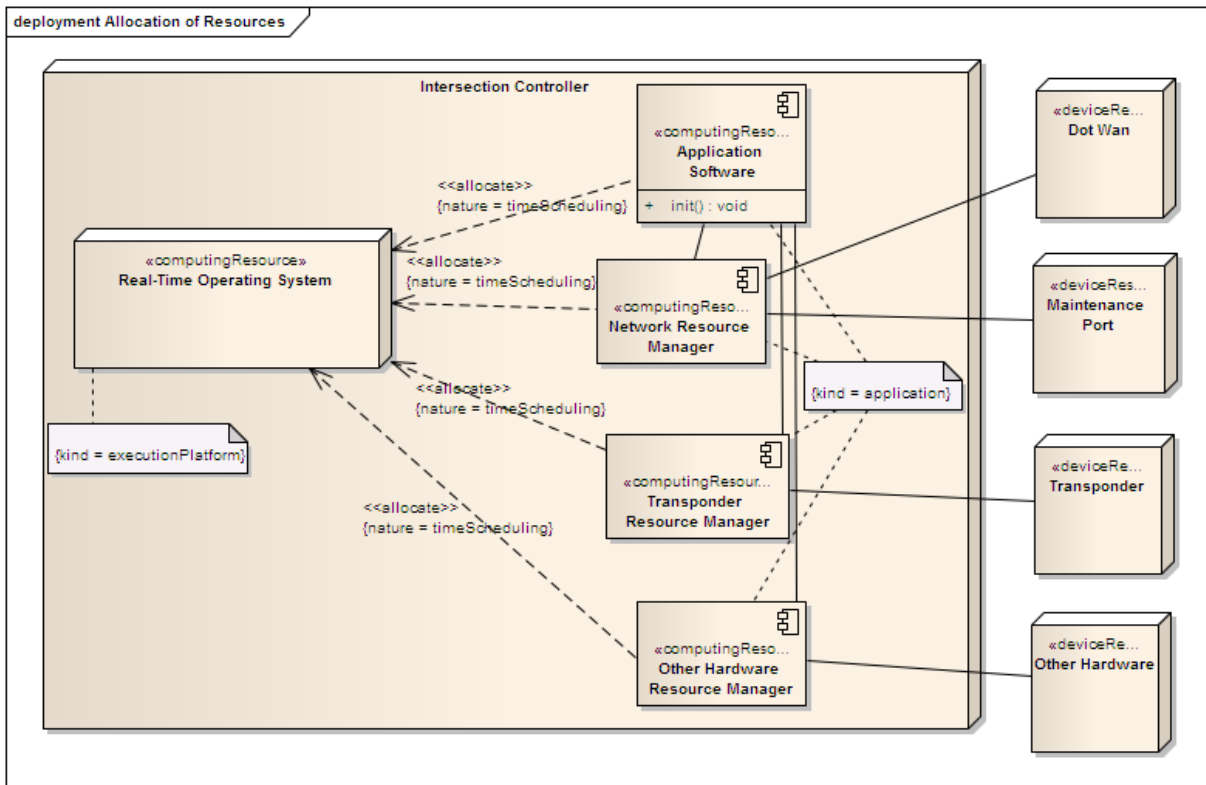 deployment Allocation of Resources
Intersection Controller
«computingReso...
Application
Software
+ init() : void
«deviceRe...
Dot Wan
<<allocate>>
{nature = timeScheduling}
«computingResource»
Real-Time Operating System
<<allocate>>
{nature = timeScheduling}
«computingReso...
Network Resource
Manager
«deviceRes...
Maintenance
Port
<<allocate>>
{nature = timeScheduling}
{kind = application}
{kind = executionPlatform}
«computingResour...
Transponder
Resource Manager
«deviceRe...
Transponder
<<allocate>>
{nature = timeScheduling}
«computingReso...
Other Hardware
Resource Manager
«deviceRe...
Other Hardware